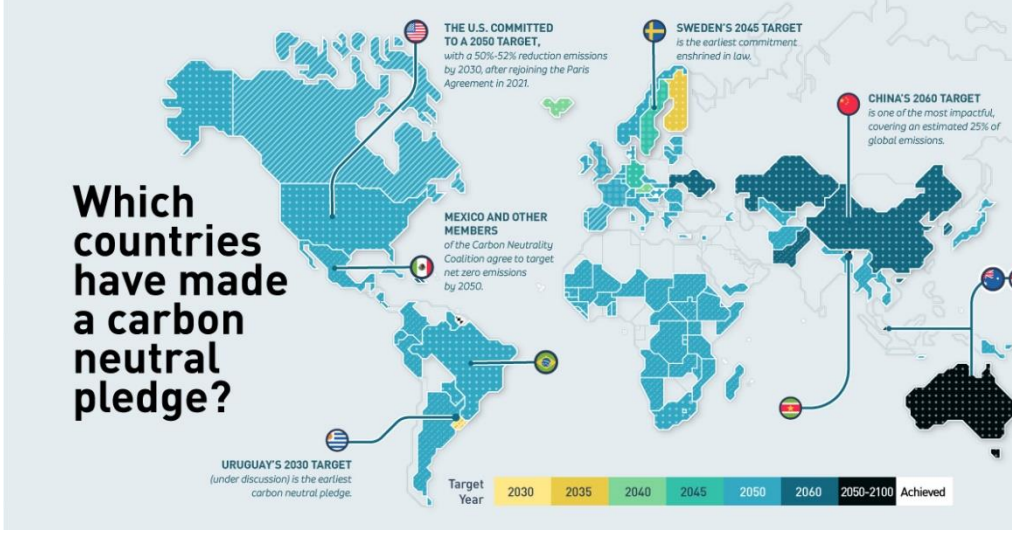 Which
countries
have made
a carbon
neutral
pledge?
THE U.S. COMMITTED
TO A 2050 TARGET,
with a 50%-52% reduction emissions
by 2030, after rejoining the Paris
Agreement in 2021.
SWEDEN'S 2045 TARGET
is the earliest commitment
enshrined in law.
CHINA'S 2060 TARGET
is one of the most impactful,
covering an estimated 25% of
global emissions.
MEXICO AND OTHER
MEMBERS
of the Carbon Neutrality
Coalition agree to target
net zero emissions
by 2050.
URUGUAY'S 2030 TARGET
(under discussion) is the earliest
carbon neutral pledge.
Target
Year
2030 2035 2040 2045 2050 2060 2050-2100 Achieved